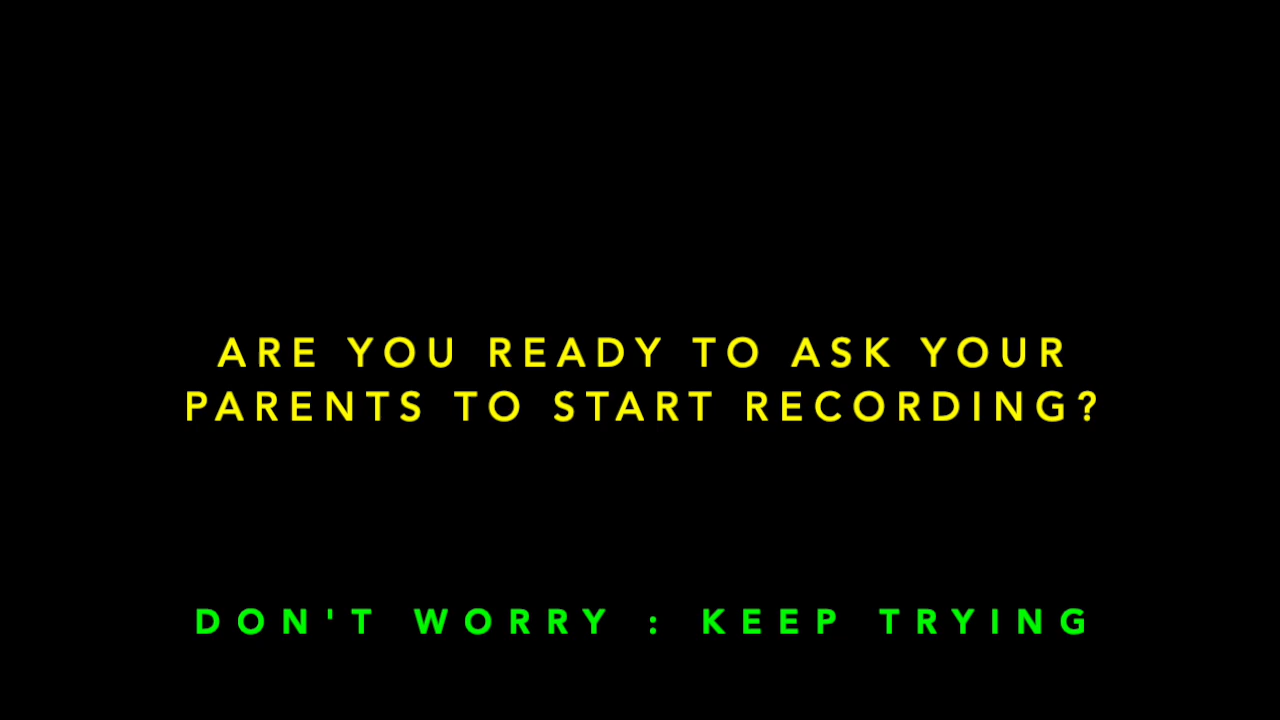 ARE YOU READY TO ASK YOUR
PARENTS TO START RECORDING?
DON'T WORRY : KEEP TRYING